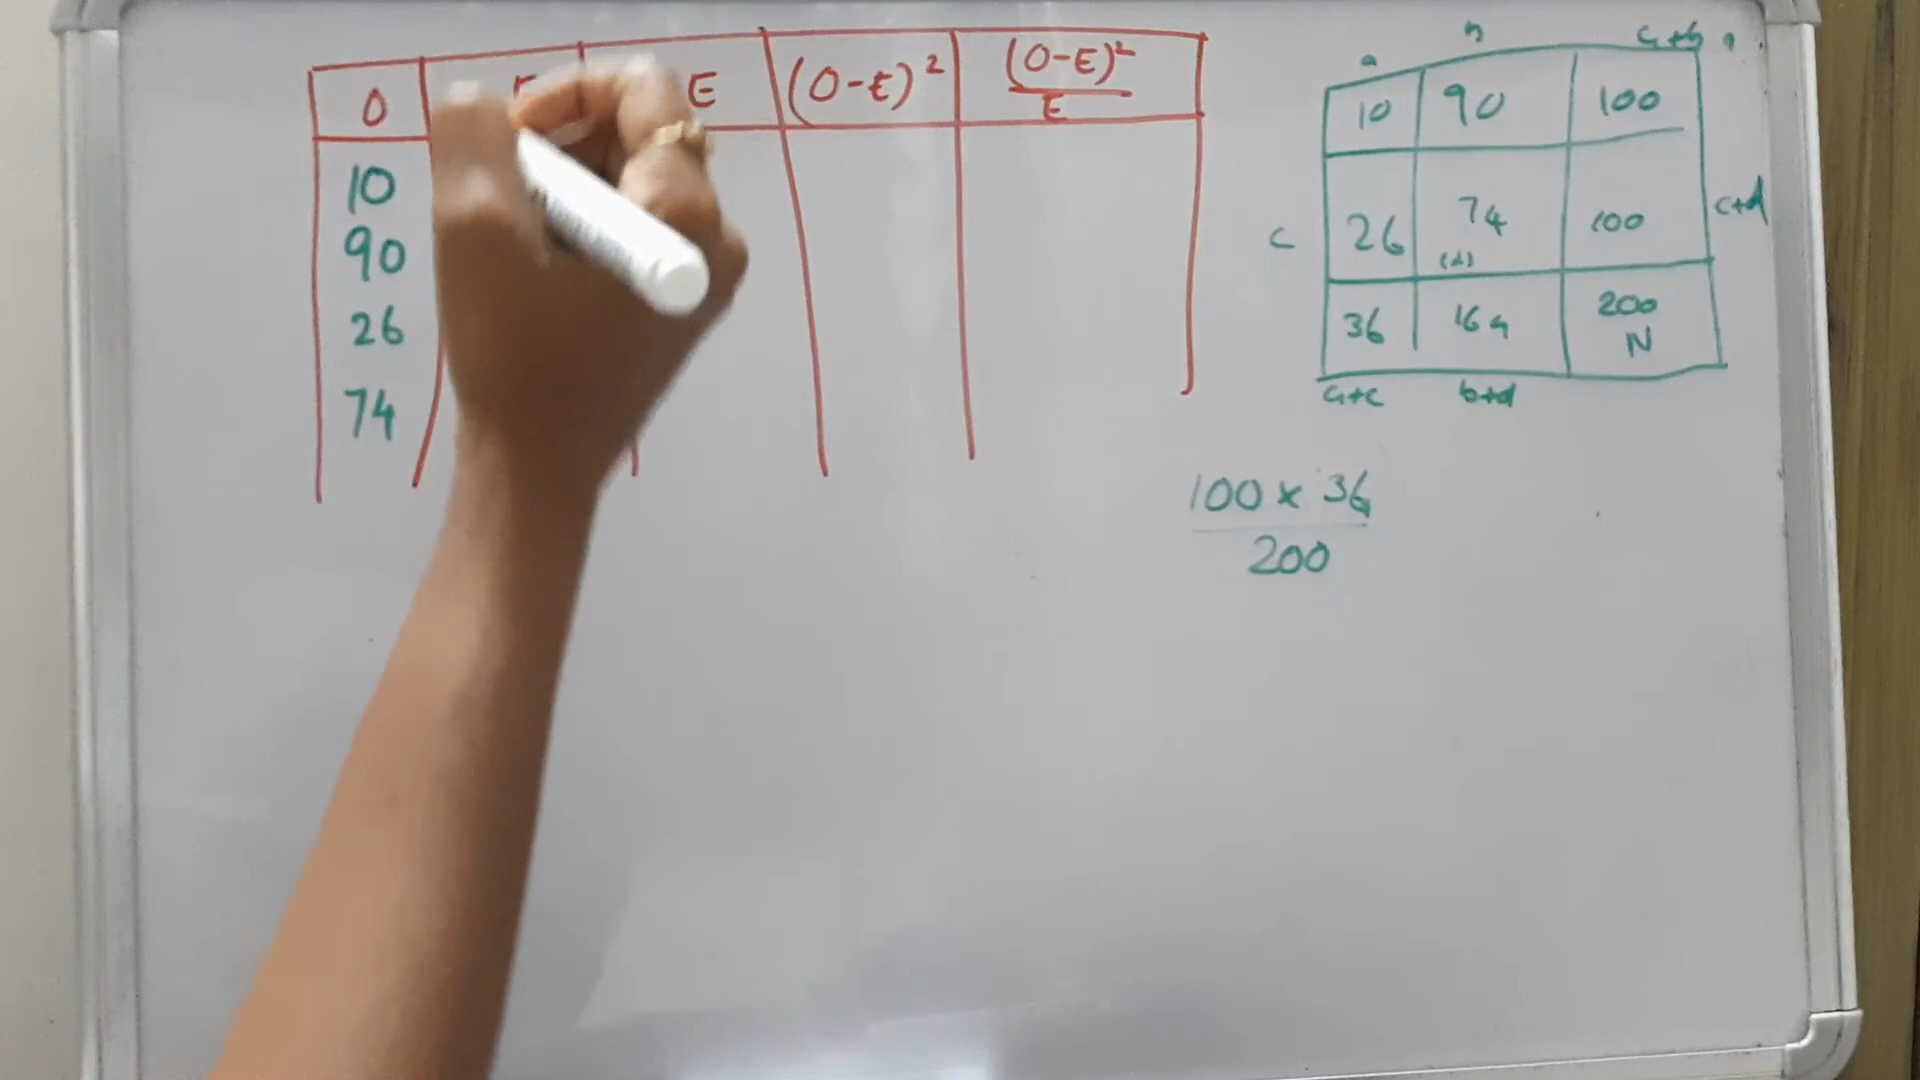 O E E (O-E)² (O-E)²
E
10
90
26
74
a b a+b
10 90 100
c 26 74 100 c+d
(d)
36 164 200
N
a+c b+d
100 x 36
200